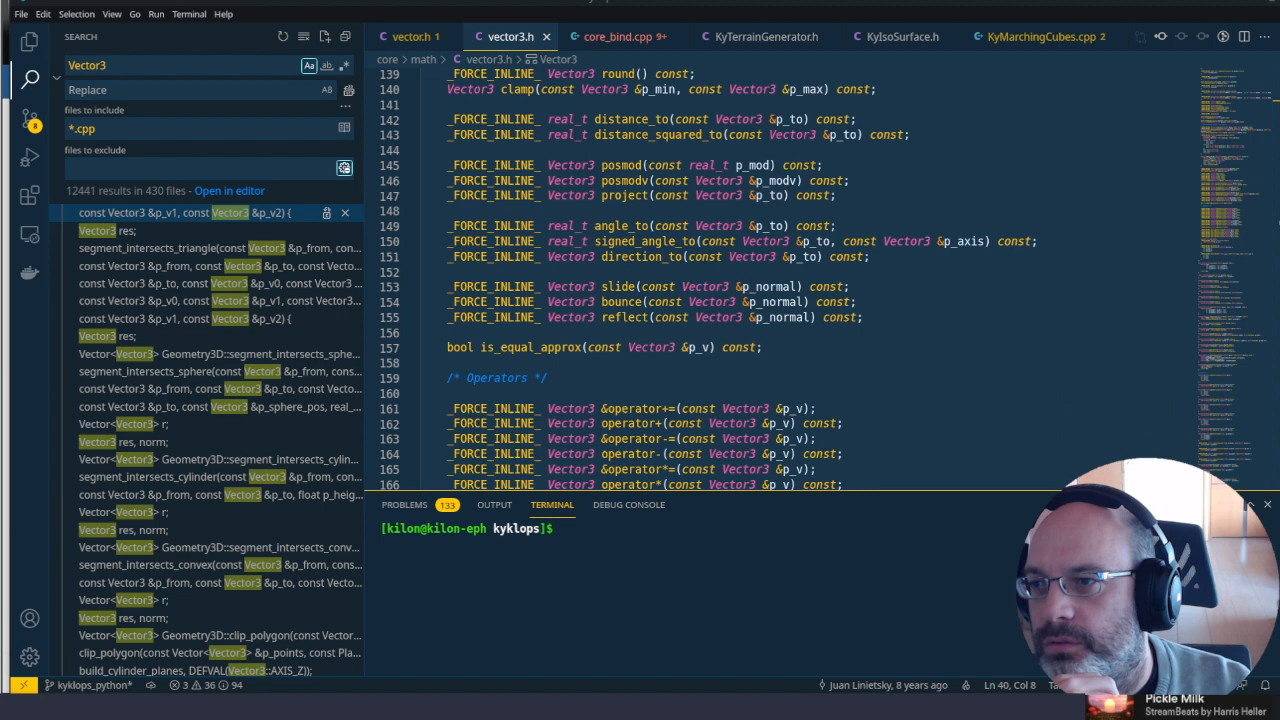 File Edit Selection View Go Run Terminal Help
SEARCH
Vector3
Aa ab .*
Replace
files to include
*.cpp
files to exclude
12441 results in 430 files - Open in editor
const Vector3 &p_v1, const Vector3 &p_v2) {
Vector3 res;
segment_intersects_triangle(const Vector3 &p_from, con...
const Vector3 &p_from, const Vector3 &p_to, const Vecto...
const Vector3 &p_to, const Vector3 &p_v0, const Vector3...
const Vector3 &p_v0, const Vector3 &p_v1, const Vector3...
const Vector3 &p_v1, const Vector3 &p_v2) {
Vector3 res;
Vector<Vector3> Geometry3D::segment_intersects_sphe...
segment_intersects_sphere(const Vector3 &p_from, cons...
const Vector3 &p_from, const Vector3 &p_to, const Vecto...
&p_to, const Vector3 &p_sphere_pos, ...
Vector<Vector3> r;
Vector3 res, norm;
Vector<Vector3> Geometry3D::segment_intersects_cylin...
segment_intersects_cylinder(const Vector3 &p_from, con...
const Vector3 &p_from, const Vector3 &p_to, float p_heig...
Vector<Vector3> r;
Vector3 res, norm;
Vector<Vector3> Geometry3D::segment_intersects_conv...
segment_intersects_convex(const Vector3 &p_from, cons...
const Vector3 &p_from, const Vector3 &p_to, const Vecto...
Vector<Vector3> r;
Vector3 res, norm;
Vector<Vector3> Geometry3D::clip_polygon(const Vector...
clip_polygon(const Vector<Vector3> &p_points, const Pla...
build_cylinder_planes, DEFVAL(Vector3::AXIS_Z));
8
vector.h 1
vector3.h
core_bind.cpp 9+
KyTerrainGenerator.h
KyIsoSurface.h
KyMarchingCubes.cpp 2
core > math > vector3.h > Vector3
139 _FORCE_INLINE_ Vector3 round() const;
140 Vector3 clamp(const Vector3 &p_min, const Vector3 &p_max) const;
141
142 _FORCE_INLINE_ real_t distance_to(const Vector3 &p_to) const;
143 _FORCE_INLINE_ real_t distance_squared_to(const Vector3 &p_to) const;
144
145 _FORCE_INLINE_ Vector3 posmod(const real_t p_mod) const;
146 _FORCE_INLINE_ Vector3 posmodv(const Vector3 &p_modv) const;
147 _FORCE_INLINE_ Vector3 project(const Vector3 &p_to) const;
148
149 _FORCE_INLINE_ real_t angle_to(const Vector3 &p_to) const;
150 _FORCE_INLINE_ real_t signed_angle_to(const Vector3 &p_to, const Vector3 &p_axis) const;
151 _FORCE_INLINE_ Vector3 direction_to(const Vector3 &p_to) const;
152
153 _FORCE_INLINE_ Vector3 slide(const Vector3 &p_normal) const;
154 _FORCE_INLINE_ Vector3 bounce(const Vector3 &p_normal) const;
155 _FORCE_INLINE_ Vector3 reflect(const Vector3 &p_normal) const;
156
157 bool is_equal_approx(const Vector3 &p_v) const;
158
159 /* Operators */
160
161 _FORCE_INLINE_ Vector3 &operator+=(const Vector3 &p_v);
162 _FORCE_INLINE_ Vector3 operator+(const Vector3 &p_v) const;
163 _FORCE_INLINE_ Vector3 &operator-=(const Vector3 &p_v);
164 _FORCE_INLINE_ Vector3 operator-(const Vector3 &p_v) const;
165 _FORCE_INLINE_ Vector3 &operator*=(const Vector3 &p_v);
166 _FORCE_INLINE_ Vector3 operator*(const Vector3 &p_v) const;
PROBLEMS 133 OUTPUT TERMINAL DEBUG CONSOLE
[kilon@kilon-eph kyklops]$
kyklops_python* 3 36 94
Juan Linietsky, 8 years ago Ln 40, Col 8
Pickle Milk
StreamBeats by Harris Heller